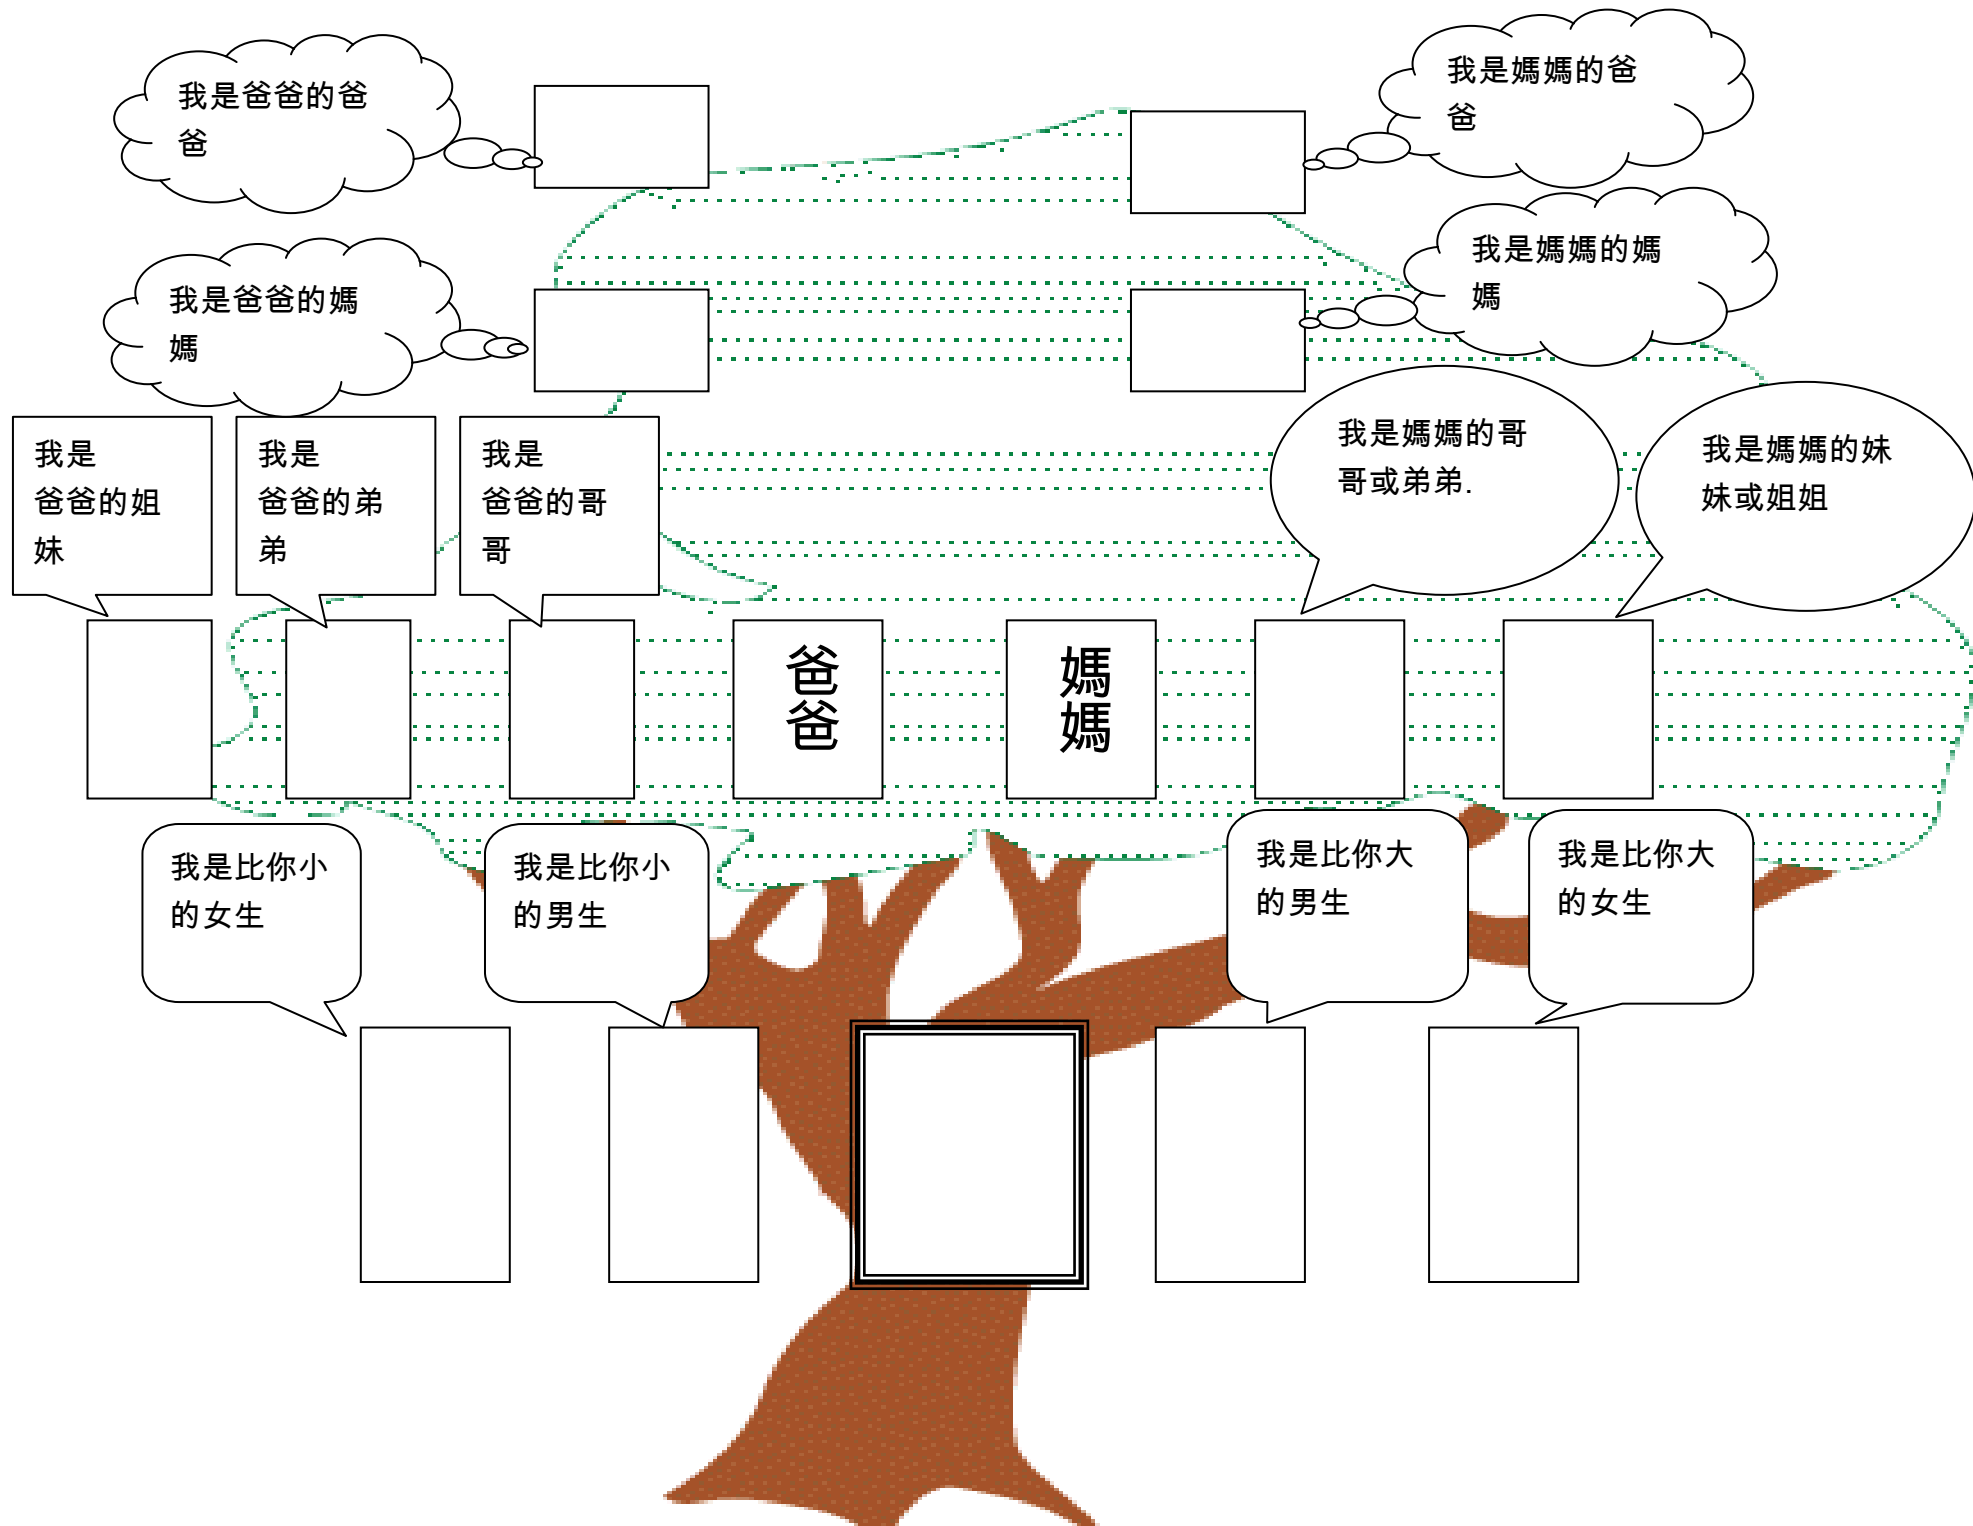 我是爸爸的爸
爸
我是媽媽的爸
爸
我是爸爸的媽
媽
我是媽媽的媽
媽
我是
爸爸的姐
妹
我是
爸爸的弟
弟
我是
爸爸的哥
哥
我是媽媽的哥
哥或弟弟.
我是媽媽的妹
妹或姐姐
爸爸
媽媽
我是比你小
的女生
我是比你小
的男生
我是比你大
的男生
我是比你大
的女生